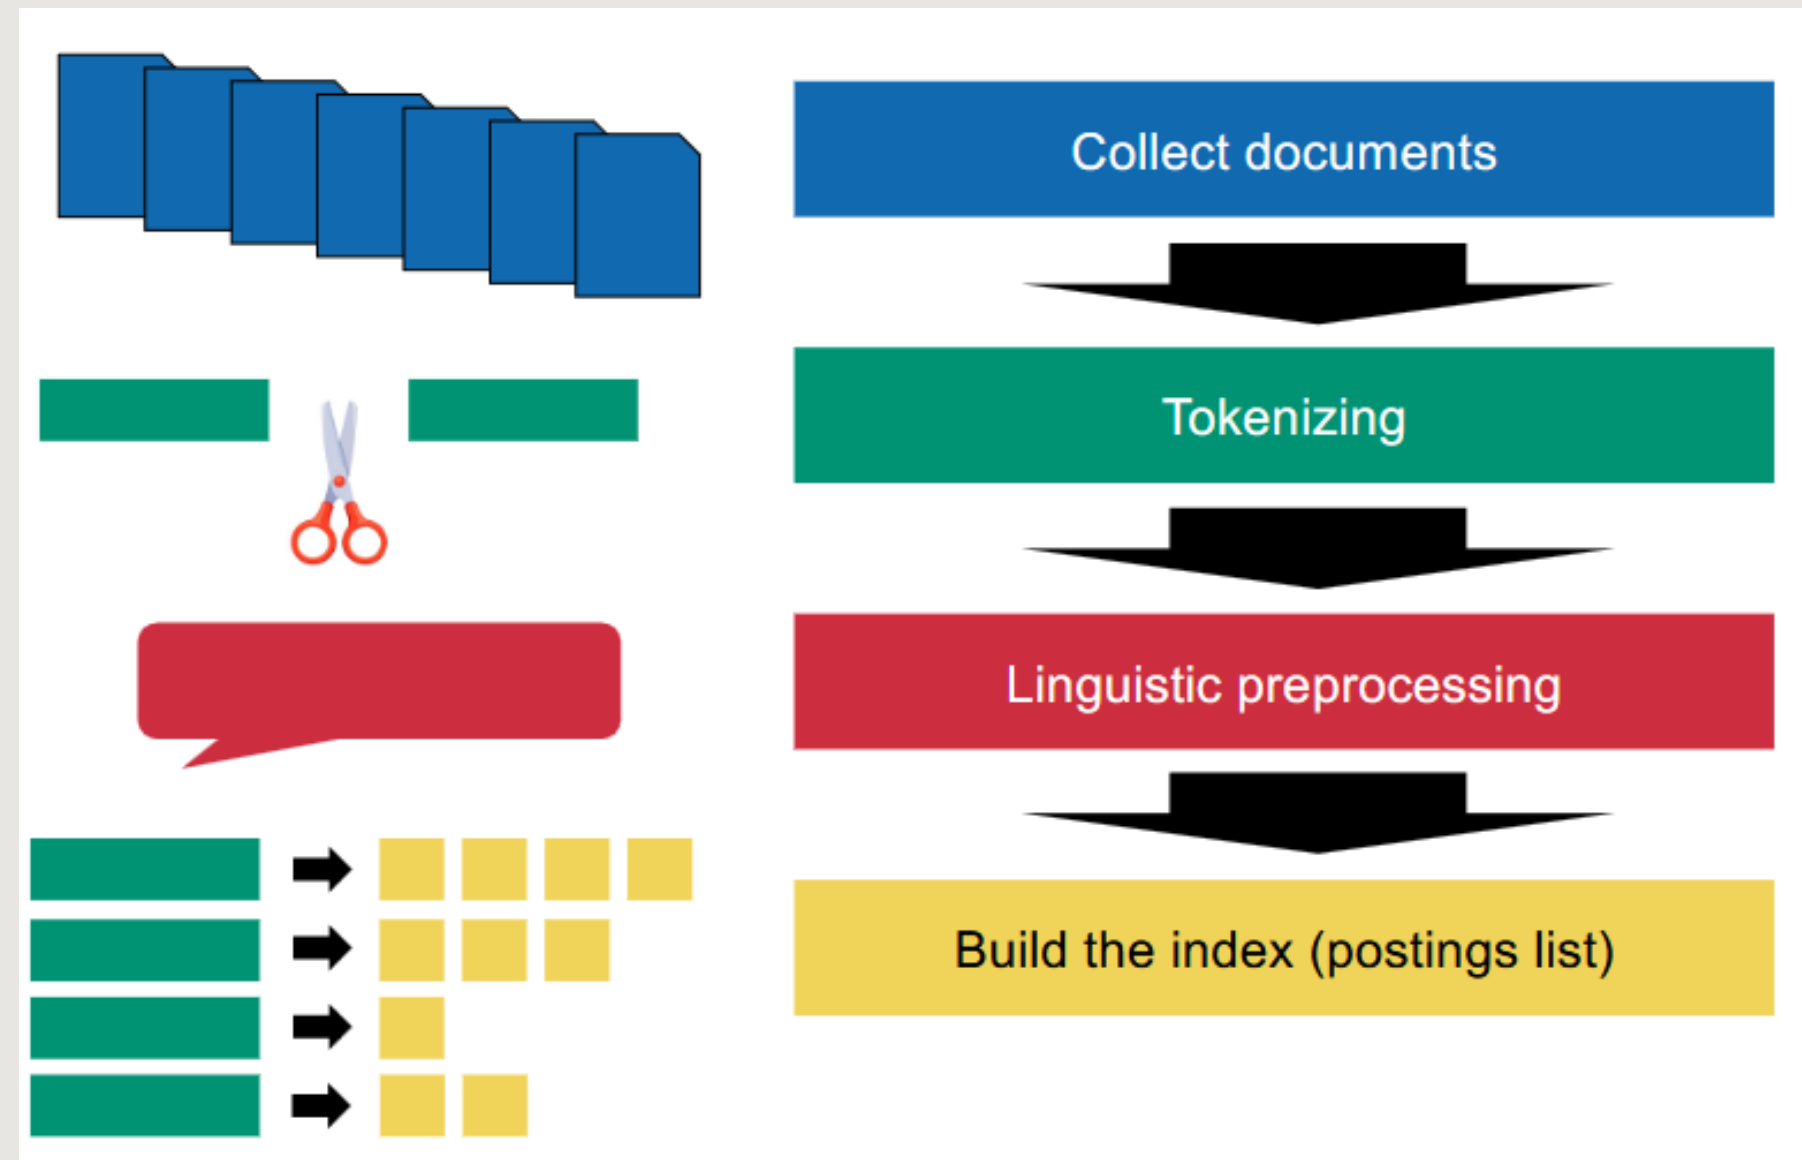 Collect documents
Tokenizing
Linguistic preprocessing
Build the index (postings list)